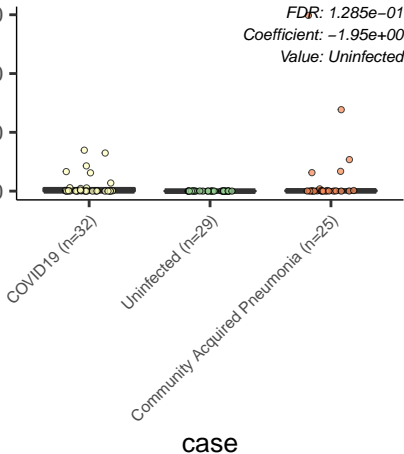 FDR: 1.285e−01
Coefficient: −1.95e+00
Value: Uninfected
COVID19 (n=32)
Uninfected (n=29)
Community Acquired Pneumonia (n=25)
case